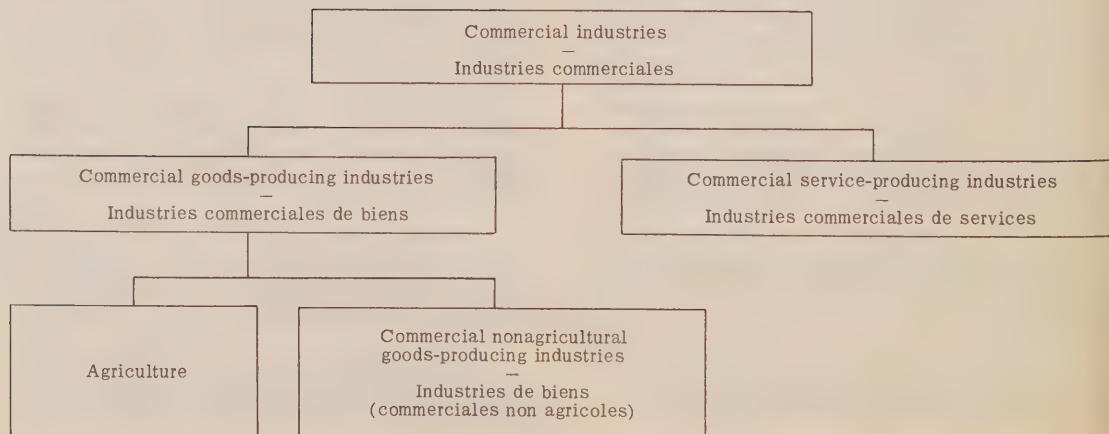 Commercial industries
—
Industries commerciales
Commercial goods-producing industries
—
Industries commerciales de biens
Commercial service-producing industries
—
Industries commerciales de services
Agriculture
Commercial nonagricultural
goods-producing industries
—
Industries de biens
(commerciales non agricoles)